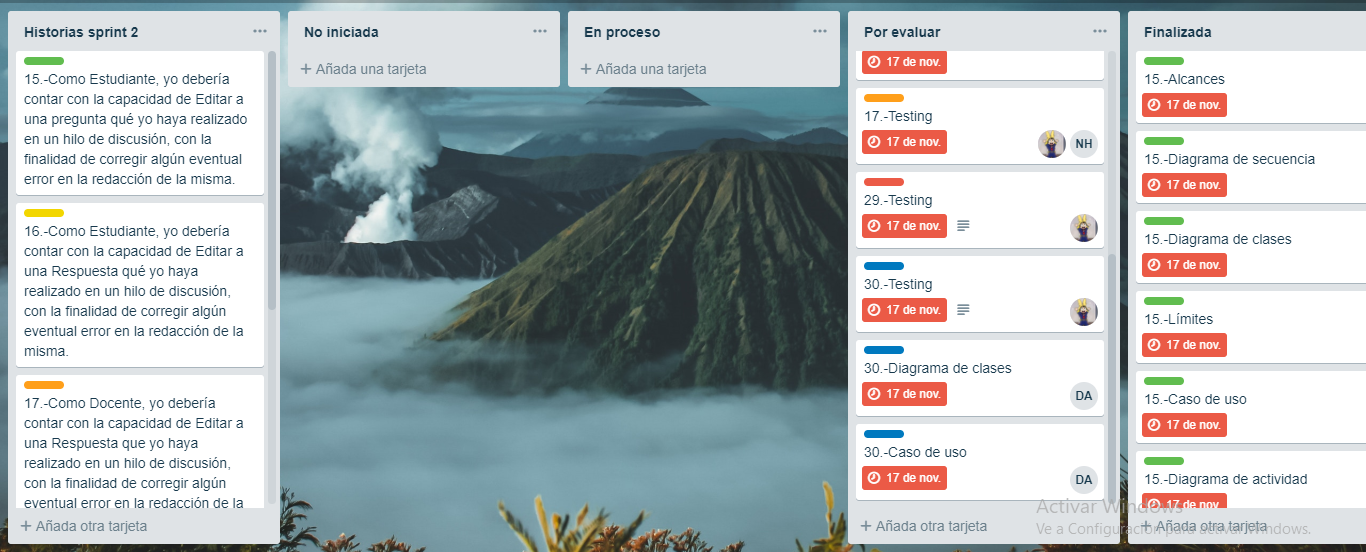 Historias sprint 2
15.-Como Estudiante, yo debería
contar con la capacidad de Editar a
una pregunta qué yo haya realizado
en un hilo de discusión, con la
finalidad de corregir algún eventual
error en la redacción de la misma.
16.-Como Estudiante, yo debería
contar con la capacidad de Editar a
una Respuesta qué yo haya
realizado en un hilo de discusión,
con la finalidad de corregir algún
eventual error en la redacción de la
misma.
17.-Como Docente, yo debería
contar con la capacidad de Editar a
una Respuesta que yo haya
realizado en un hilo de discusión,
con la finalidad de corregir algún
eventual error en la redacción de la
+ Añada otra tarjeta
No iniciada
+ Añada una tarjeta
En proceso
+ Añada una tarjeta
Por evaluar
17 de nov.
17.-Testing
17 de nov.
NH
29.-Testing
17 de nov.
30.-Testing
17 de nov.
30.-Diagrama de clases
17 de nov.
DA
30.-Caso de uso
17 de nov.
DA
+ Añada otra tarjeta
Finalizada
15.-Alcances
17 de nov.
15.-Diagrama de secuencia
17 de nov.
15.-Diagrama de clases
17 de nov.
15.-Límites
17 de nov.
15.-Caso de uso
17 de nov.
15.-Diagrama de actividad
17 de nov.
+ Añada otra tarjeta
Activar Windows
Ve a Configuración para activar Windows.